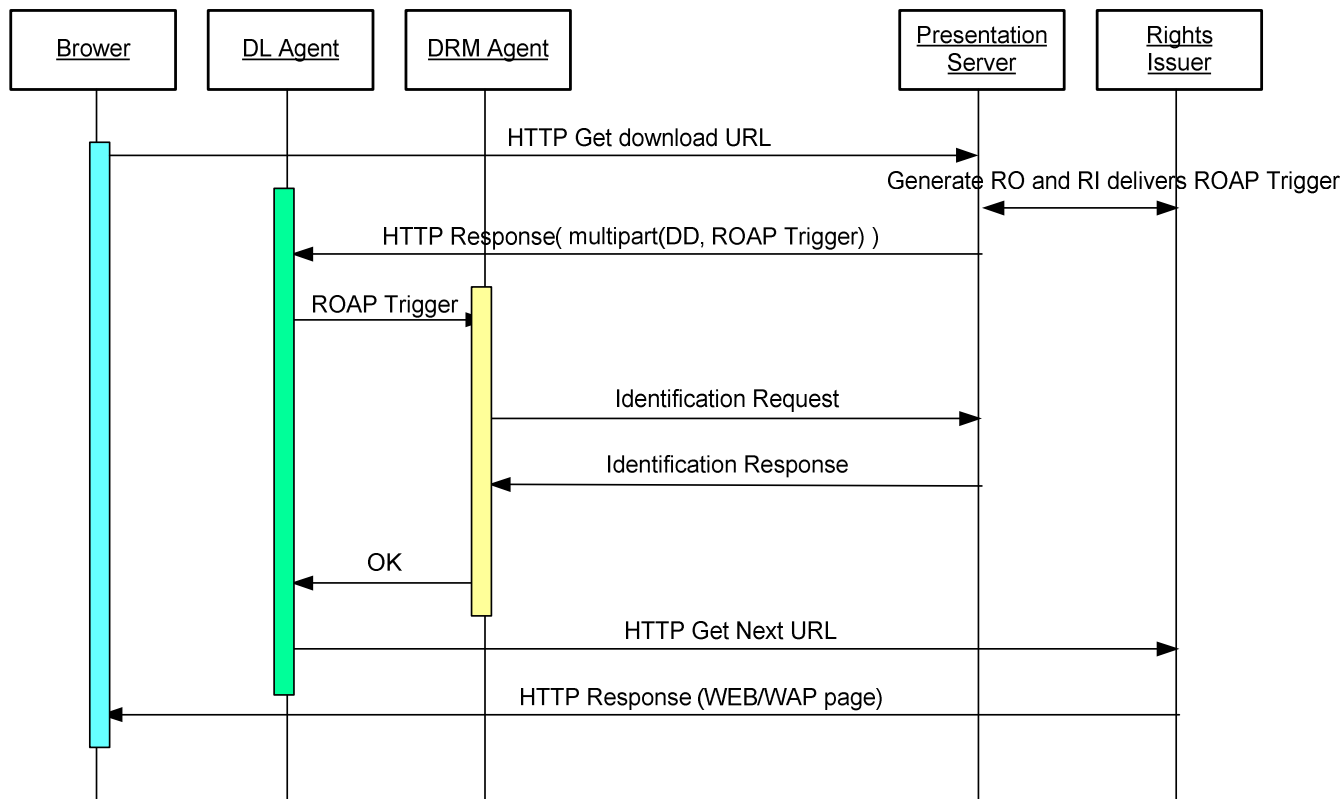 Brower
DL Agent
DRM Agent
Presentation
Server
Rights
Issuer
HTTP Get download URL
Generate RO and RI delivers ROAP Trigger
HTTP Response( multipart(DD, ROAP Trigger) )
ROAP Trigger
Identification Request
Identification Response
OK
HTTP Get Next URL
HTTP Response (WEB/WAP page)